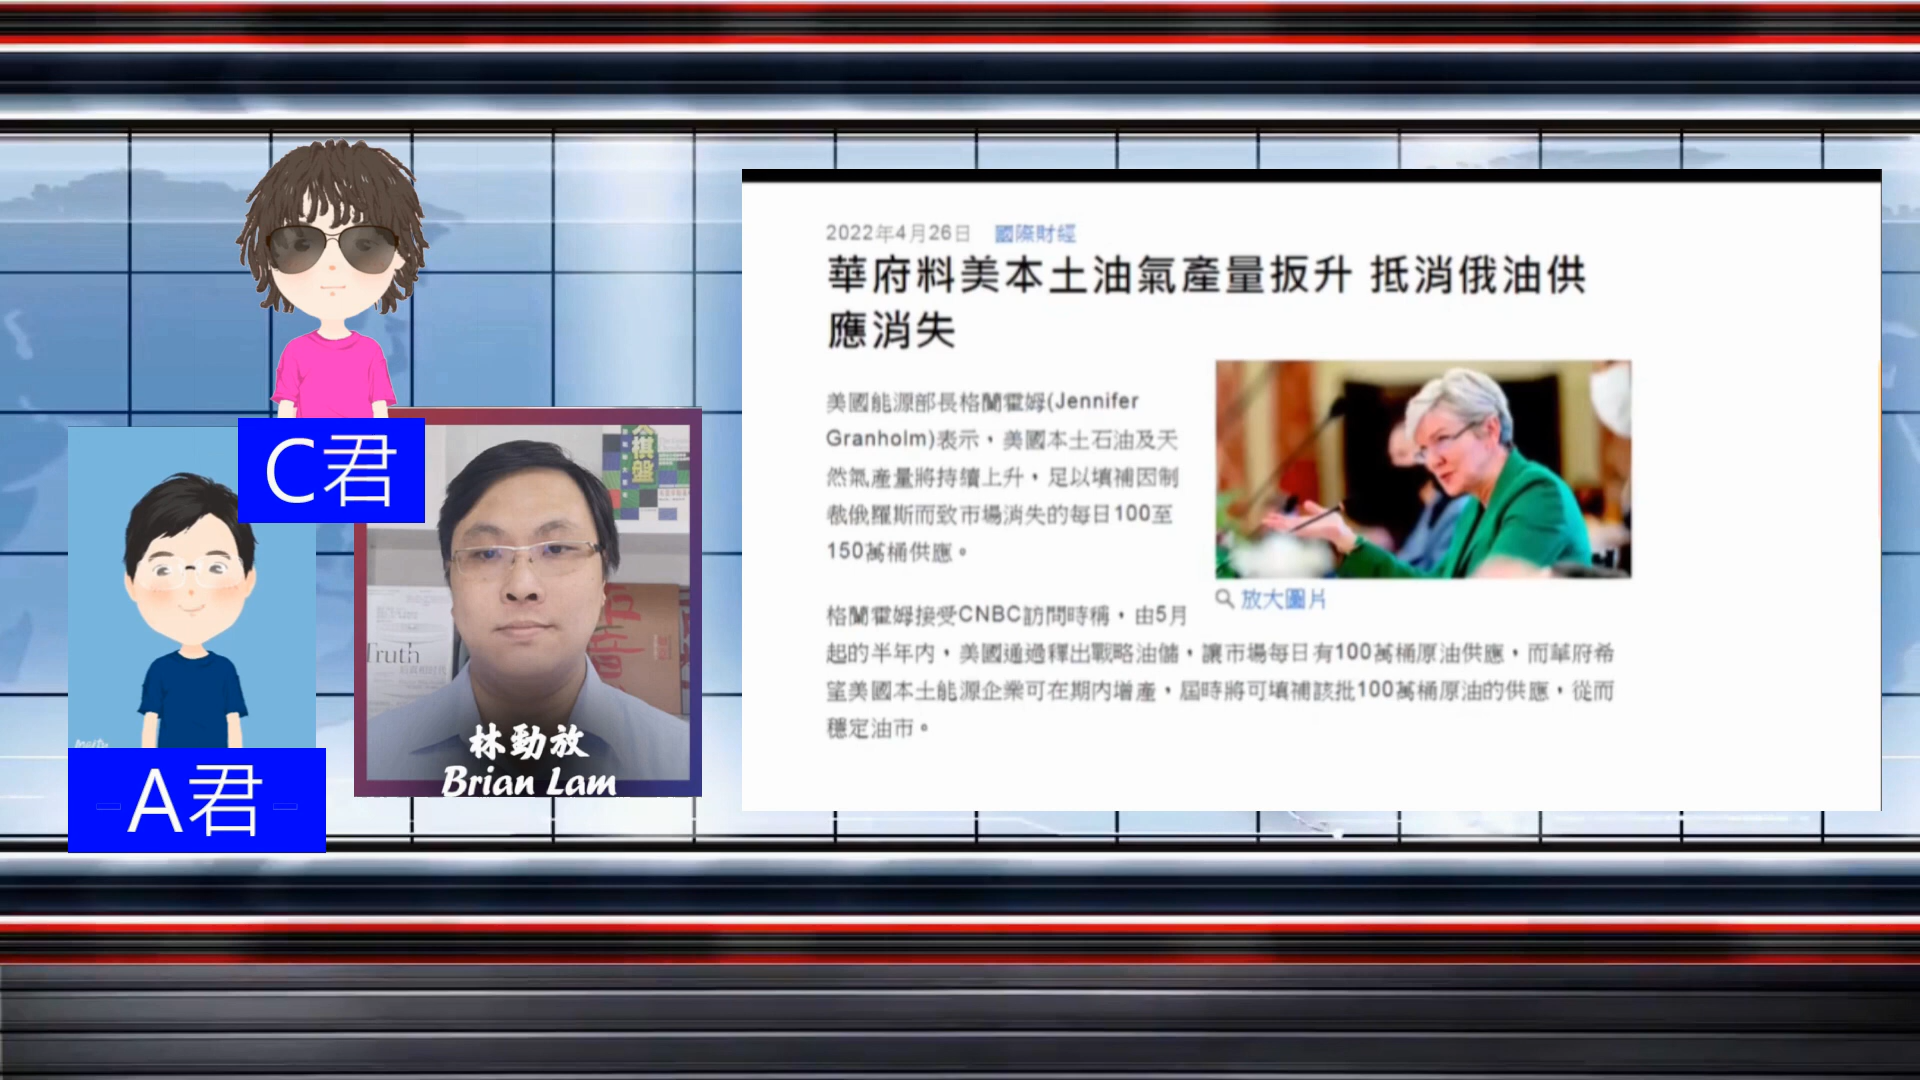 C君
A君
林勁放
Brian Lam
Truth
棋盤
2022年4月26日 國際財經
華府料美本土油氣產量扳升 抵消俄油供
應消失
美國能源部長格蘭霍姆(Jennifer
Granholm)表示，美國本土石油及天
然氣產量將持續上升，足以填補因制
裁俄羅斯而致市場消失的每日100至
150萬桶供應。
放大圖片
格蘭霍姆接受CNBC訪問時稱，由5月
起的半年內，美國通過釋出戰略油儲，讓市場每日有100萬桶原油供應，而華府希
望美國本土能源企業可在期內增產，屆時將可填補該批100萬桶原油的供應，從而
穩定油市。